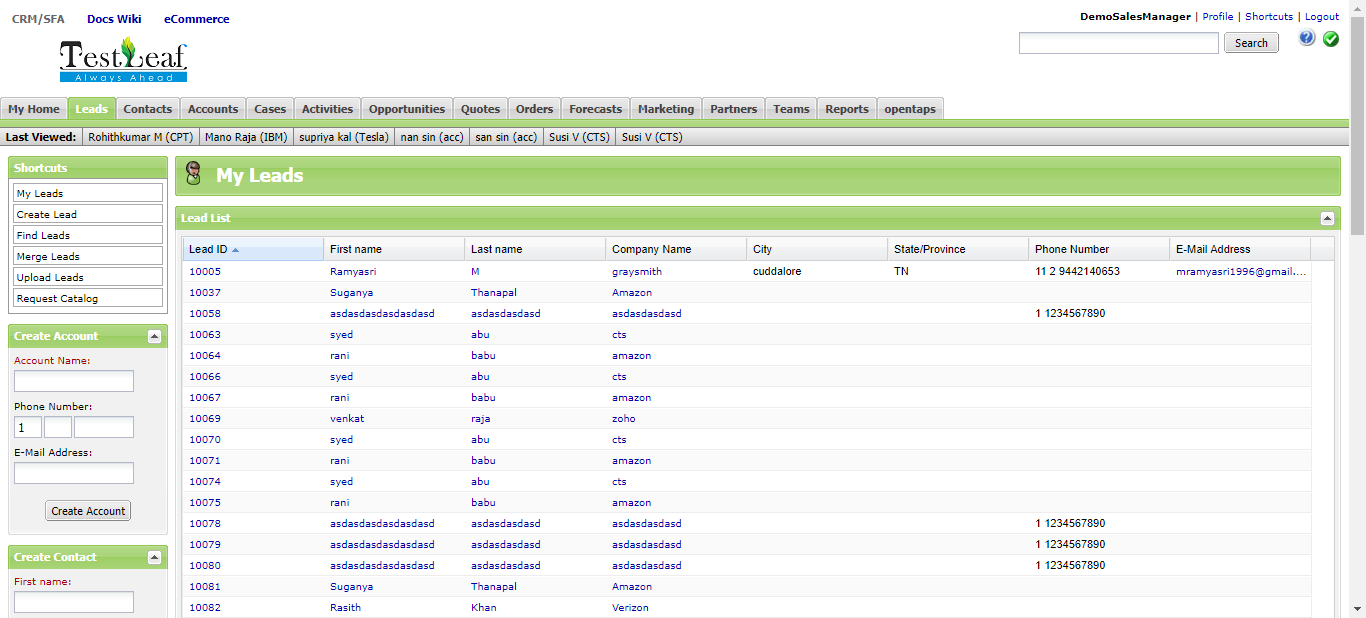 CRM/SFA Docs Wiki eCommerce
DemoSalesManager | Profile | Shortcuts | Logout
TestLeaf
Always Ahead
Search
?
My Home Leads Contacts Accounts Cases Activities Opportunities Quotes Orders Forecasts Marketing Partners Teams Reports opentaps
Last Viewed: Rohithkumar M (CPT) Mano Raja (IBM) supriya kal (Tesla) nan sin (acc) san sin (acc) Susi V (CTS) Susi V (CTS)
Shortcuts
My Leads
Create Lead
Find Leads
Merge Leads
Upload Leads
Request Catalog
Create Account
Account Name:
Phone Number:
1
E-Mail Address:
Create Account
Create Contact
First name:
My Leads
Lead List
Lead ID First name Last name Company Name City State/Province Phone Number E-Mail Address
10005 Ramyasri M graysmith cuddalore TN 11 2 9442140653 mramyasri1996@gmail....
10037 Suganya Thanapal Amazon
10058 asdasdasdasdasdasd asdasdasdasd asdasdasdasd 1 1234567890
10063 syed abu cts
10064 rani babu amazon
10066 syed abu cts
10067 rani babu amazon
10069 venkat raja zoho
10070 syed abu cts
10071 rani babu amazon
10074 syed abu cts
10075 rani babu amazon
10078 asdasdasdasdasdasd asdasdasdasd asdasdasdasd 1 1234567890
10079 asdasdasdasdasdasd asdasdasdasd asdasdasdasd 1 1234567890
10080 asdasdasdasdasdasd asdasdasdasd asdasdasdasd 1 1234567890
10081 Suganya Thanapal Amazon
10082 Rasith Khan Verizon